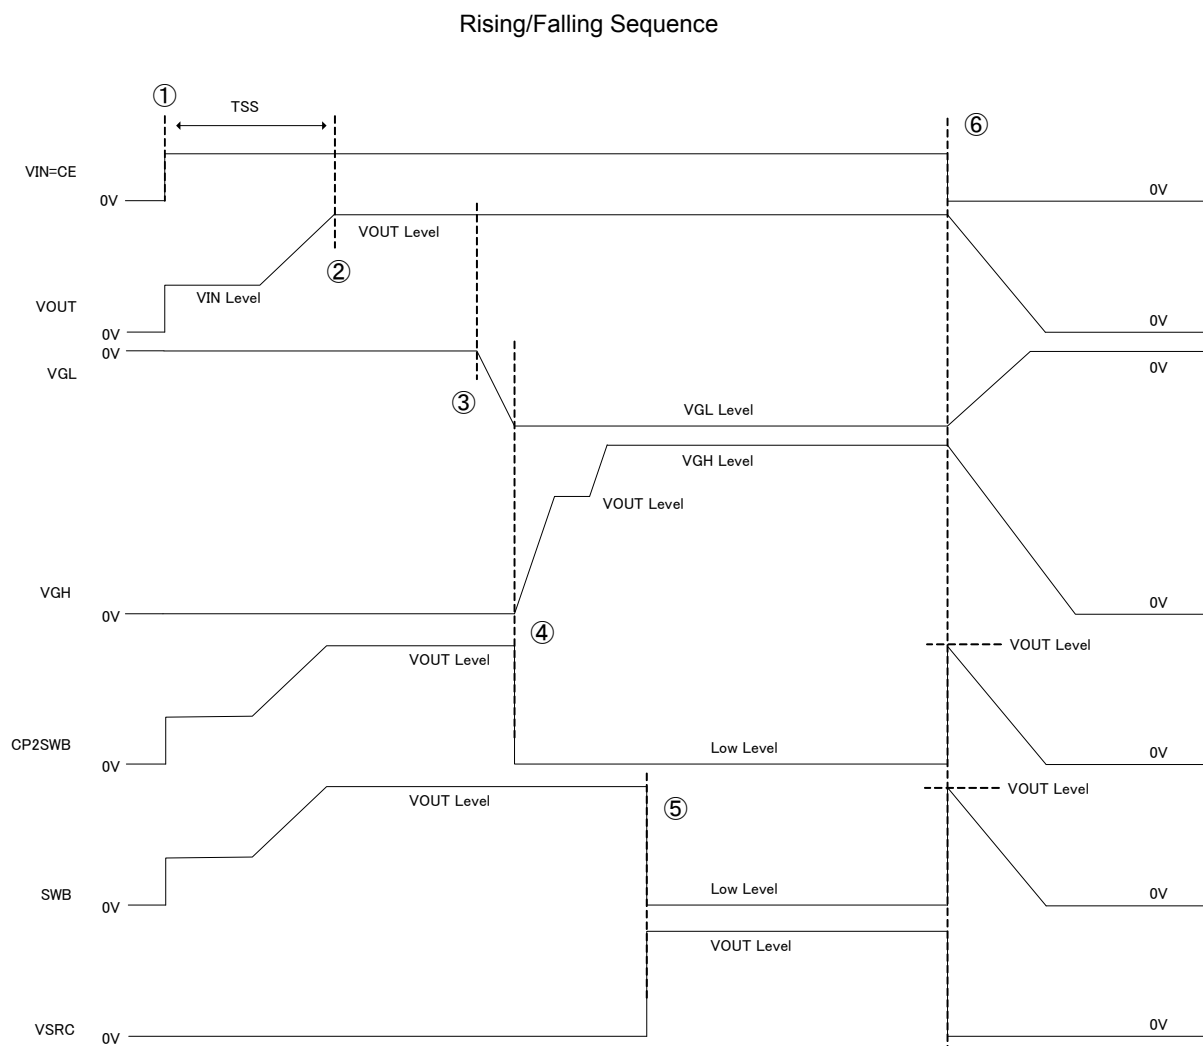 Rising/Falling Sequence
①
TSS
⑥
VIN=CE
0V
0V
VOUT Level
②
VIN Level
VOUT
0V
0V
0V
VGL
0V
③
VGL Level
VGH Level
VOUT Level
VGH
0V
0V
④
VOUT Level
VOUT Level
CP2SWB
0V
Low Level
0V
VOUT Level
VOUT Level
⑤
SWB
0V
Low Level
0V
VOUT Level
VSRC
0V
0V